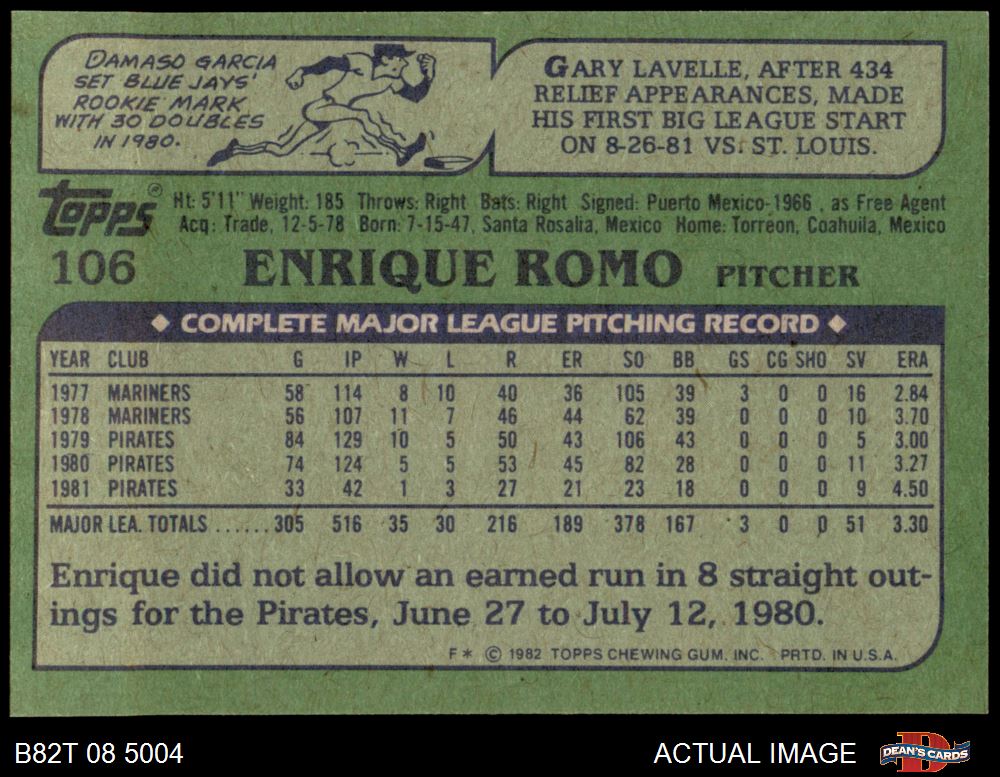 DAMASO GARCIA
SET BLUE JAYS'
ROOKIE MARK
WITH 30 DOUBLES
IN 1980.
GARY LAVELLE, AFTER 434
RELIEF APPEARANCES, MADE
HIS FIRST BIG LEAGUE START
ON 8-26-81 VS. ST. LOUIS.
Topps®
Ht: 5'11" Weight: 185 Throws: Right Bats: Right Signed: Puerto Mexico-1966 , as Free Agent
Acq: Trade, 12-5-78 Born: 7-15-47, Santa Rosalia, Mexico Home: Torreon, Coahuila, Mexico
106 ENRIQUE ROMO PITCHER
◆ COMPLETE MAJOR LEAGUE PITCHING RECORD ◆
YEAR CLUB G IP W L R ER SO BB GS CG SHO SV ERA
1977 MARINERS 58 114 8 10 40 36 105 39 3 0 0 16 2.84
1978 MARINERS 56 107 11 7 46 44 62 39 0 0 0 10 3.70
1979 PIRATES 84 129 10 5 50 43 106 43 0 0 0 5 3.00
1980 PIRATES 74 124 5 5 53 45 82 28 0 0 0 11 3.27
1981 PIRATES 33 42 1 3 27 21 23 18 0 0 0 9 4.50
MAJOR LEA. TOTALS ...... 305 516 35 30 216 189 378 167 3 0 0 51 3.30
Enrique did not allow an earned run in 8 straight out-
ings for the Pirates, June 27 to July 12, 1980.
F* © 1982 TOPPS CHEWING GUM, INC. PRTD. IN U.S.A.
B82T 08 5004 ACTUAL IMAGE DEAN'S CARDS